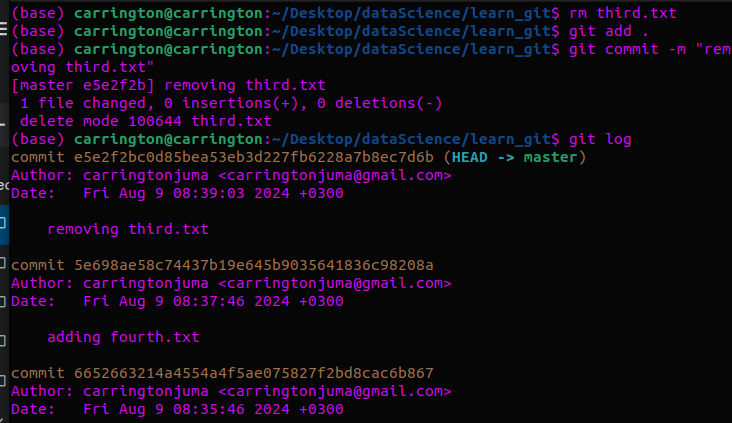 (base) carrington@carrington:~/Desktop/dataScience/learn_git$ rm third.txt
(base) carrington@carrington:~/Desktop/dataScience/learn_git$ git add .
(base) carrington@carrington:~/Desktop/dataScience/learn_git$ git commit -m "rem
oving third.txt"
[master e5e2f2b] removing third.txt
 1 file changed, 0 insertions(+), 0 deletions(-)
 delete mode 100644 third.txt
(base) carrington@carrington:~/Desktop/dataScience/learn_git$ git log
commit e5e2f2bc0d85bea53eb3d227fb6228a7b8ec7d6b (HEAD -> master)
Author: carringtonjuma <carringtonjuma@gmail.com>
Date:   Fri Aug 9 08:39:03 2024 +0300
    removing third.txt
commit 5e698ae58c74437b19e645b9035641836c98208a
Author: carringtonjuma <carringtonjuma@gmail.com>
Date:   Fri Aug 9 08:37:46 2024 +0300
    adding fourth.txt
commit 6652663214a4554a4f5ae075827f2bd8cac6b867
Author: carringtonjuma <carringtonjuma@gmail.com>
Date:   Fri Aug 9 08:35:46 2024 +0300